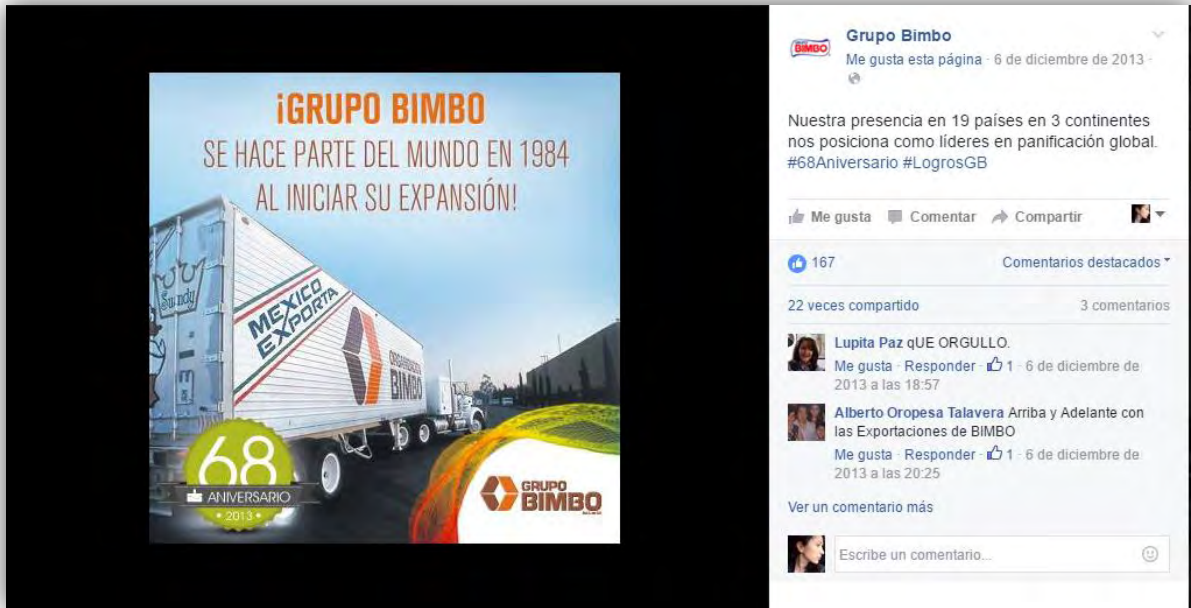 ¡GRUPO BIMBO
SE HACE PARTE DEL MUNDO EN 1984
AL INICIAR SU EXPANSIÓN!
Suandy
MEXICO
EXPORTA
ORGANIZACION
BIMBO
68
ANIVERSARIO
• 2013 •
GRUPO
BIMBO
BIMBO
Grupo Bimbo
Me gusta esta página · 6 de diciembre de 2013 ·
Nuestra presencia en 19 países en 3 continentes
nos posiciona como líderes en panificación global.
#68Aniversario #LogrosGB
Me gusta Comentar Compartir
167 Comentarios destacados
22 veces compartido 3 comentarios
Lupita Paz qUE ORGULLO.
Me gusta · Responder · 1 · 6 de diciembre de
2013 a las 18:57
Alberto Oropesa Talavera Arriba y Adelante con
las Exportaciones de BIMBO
Me gusta · Responder · 1 · 6 de diciembre de
2013 a las 20:25
Ver un comentario más
Escribe un comentario...